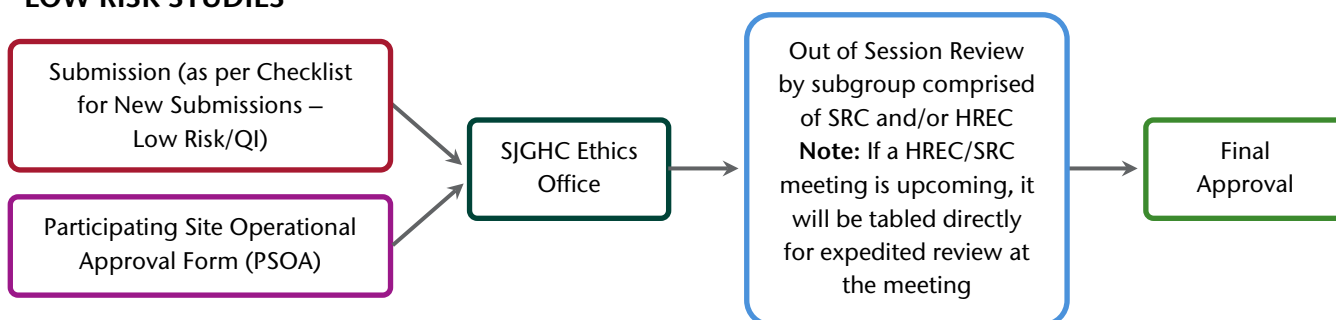 LOW RISK STUDIES
Submission (as per Checklist
for New Submissions –
Low Risk/QI)
Participating Site Operational
Approval Form (PSOA)
SJGHC Ethics
Office
Out of Session Review
by subgroup comprised
of SRC and/or HREC
Note: If a HREC/SRC
meeting is upcoming, it
will be tabled directly
for expedited review at
the meeting
Final
Approval